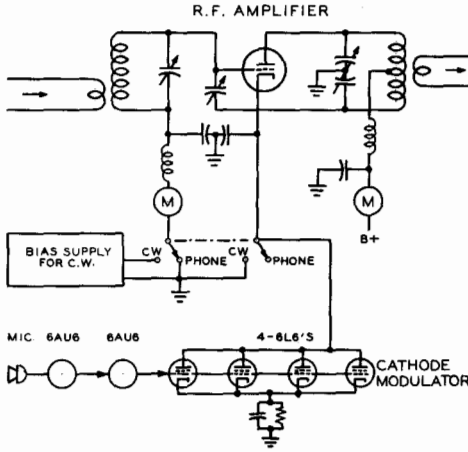 R.F. AMPLIFIER
M
M
B+
BIAS SUPPLY
FOR C.W.
CW
PHONE
CW
PHONE
MIC. 6AU6 6AU6
4-6L6'S
CATHODE
MODULATOR